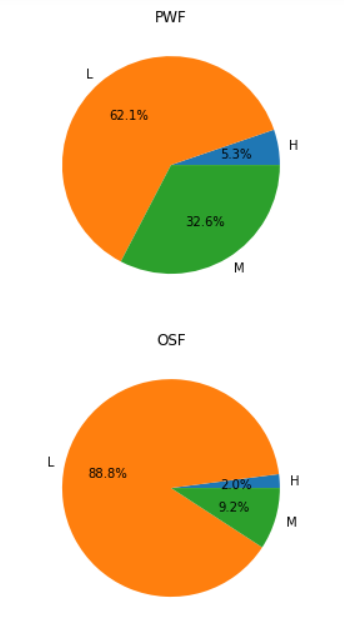 PWF
L
62.1%
H
5.3%
32.6%
M
OSF
L
88.8%
H
2.0%
9.2%
M